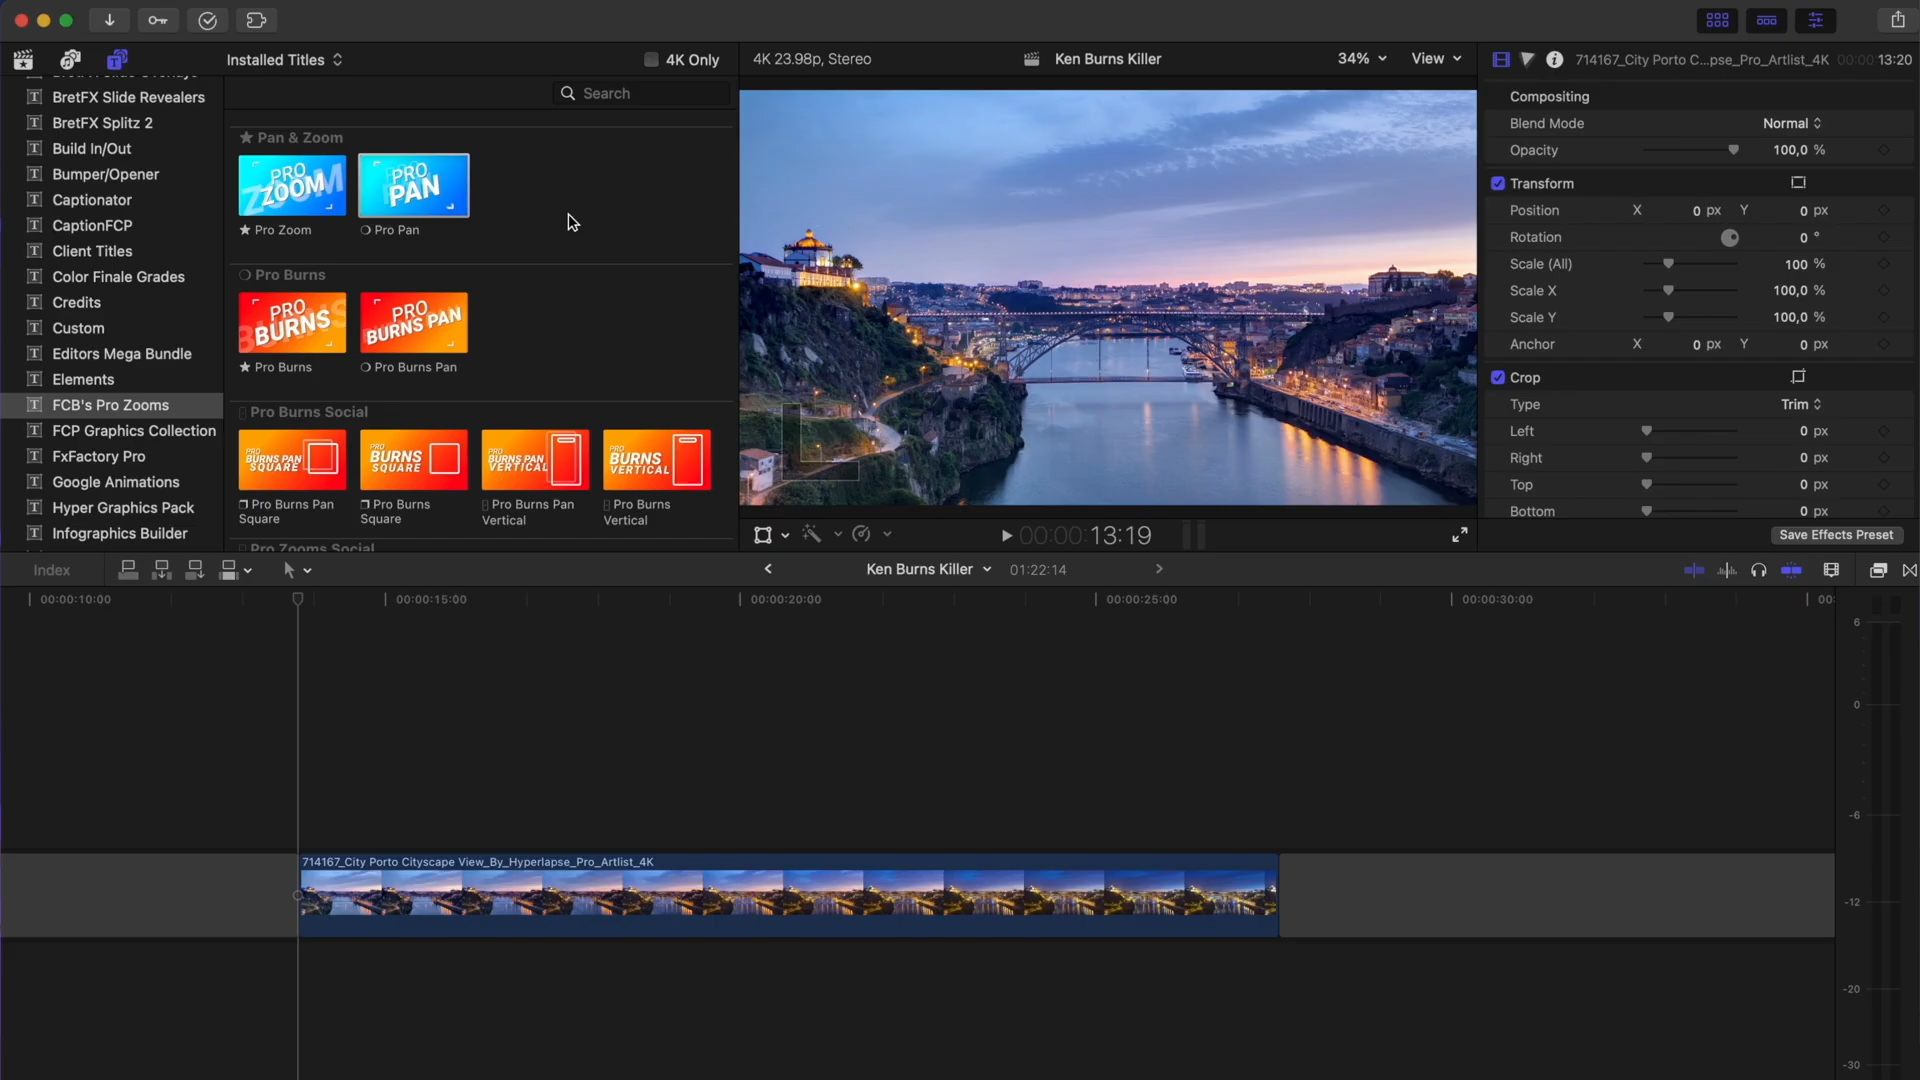 Installed Titles
4K Only
4K 23.98p, Stereo
Ken Burns Killer
34%
View
714167_City Porto C...pse_Pro_Artlist_4K
00:00:13:20
BretFX Slide Overlays
BretFX Slide Revealers
BretFX Splitz 2
Build In/Out
Bumper/Opener
Captionator
CaptionFCP
Client Titles
Color Finale Grades
Credits
Custom
Editors Mega Bundle
Elements
FCB's Pro Zooms
FCP Graphics Collection
FxFactory Pro
Google Animations
Hyper Graphics Pack
Infographics Builder
Search
Pan & Zoom
PRO ZOOM
PRO PAN
Pro Zoom
Pro Pan
Pro Burns
PRO BURNS
PRO BURNS PAN
Pro Burns
Pro Burns Pan
Pro Burns Social
PRO BURNS PAN SQUARE
PRO BURNS SQUARE
PRO BURNS PAN VERTICAL
PRO BURNS VERTICAL
Pro Burns Pan Square
Pro Burns Square
Pro Burns Pan Vertical
Pro Burns Vertical
Pro Zooms Social
00:00:13:19
Compositing
Blend Mode Normal
Opacity 100,0 %
Transform
Position X 0 px Y 0 px
Rotation 0 °
Scale (All) 100 %
Scale X 100,0 %
Scale Y 100,0 %
Anchor X 0 px Y 0 px
Crop
Type Trim
Left 0 px
Right 0 px
Top 0 px
Bottom 0 px
Save Effects Preset
Index
Ken Burns Killer
01:22:14
00:00:10:00
00:00:15:00
00:00:20:00
00:00:25:00
00:00:30:00
00:
714167_City Porto Cityscape View_By_Hyperlapse_Pro_Artlist_4K
6
0
-6
-12
-20
-30